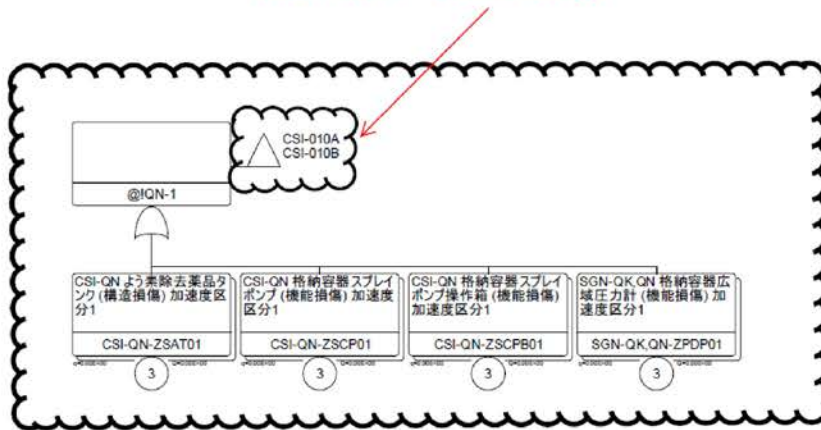 CSI-010A
CSI-010B
@!QN-1
CSI-QN よう素除去薬品タ
ンク (構造損傷) 加速度区
分1
CSI-QN-ZSAT01
3
CSI-QN 格納容器スプレイ
ポンプ (機能損傷) 加速度
区分1
CSI-QN-ZSCP01
3
CSI-QN 格納容器スプレイ
ポンプ操作箱 (機能損傷)
加速度区分1
CSI-QN-ZSCPB01
3
SGN-QK,QN 格納容器広
域圧力計 (機能損傷) 加
速度区分1
SGN-QK,QN-ZPDP01
3